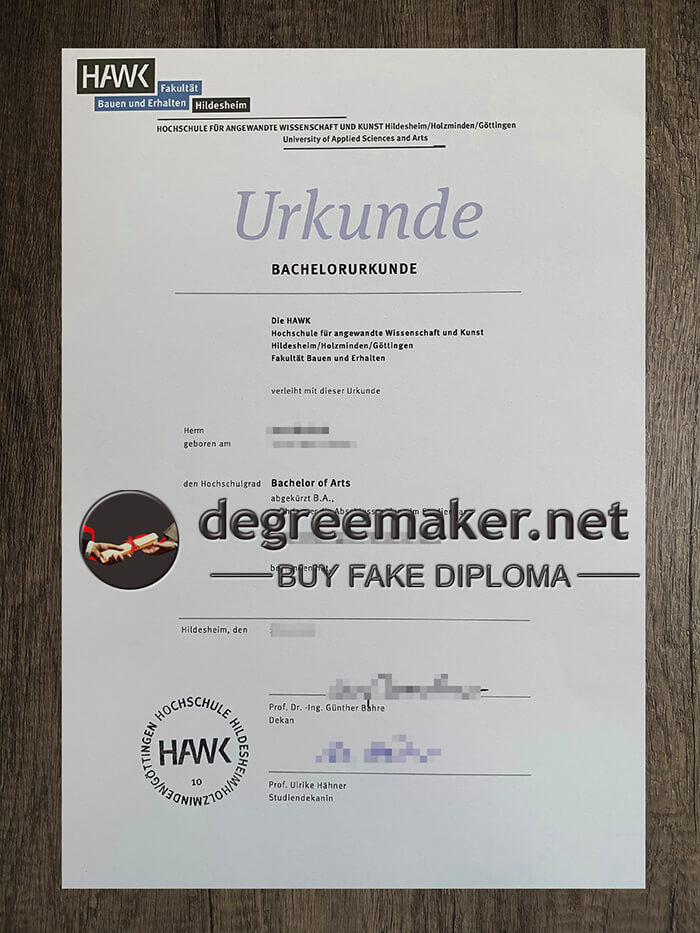 HAWK
Fakultät
Bauen und Erhalten Hildesheim
HOCHSCHULE FÜR ANGEWANDTE WISSENSCHAFT UND KUNST Hildesheim/Holzminden/Göttingen
University of Applied Sciences and Arts
Urkunde
BACHELORURKUNDE
Die HAWK
Hochschule für angewandte Wissenschaft und Kunst
Hildesheim/Holzminden/Göttingen
Fakultät Bauen und Erhalten
verleiht mit dieser Urkunde
Herrn
geboren am
den Hochschulgrad Bachelor of Arts
abgekürzt B.A.,
degreemaker.net
BUY FAKE DIPLOMA
Hildesheim, den
Prof. Dr. -Ing. Günther Bahre
Dekan
HOCHSCHULE HILDESHEIM/HOLZMINDEN/GÖTTINGEN
HAWK
10
Prof. Ulrike Hähner
Studiendekanin